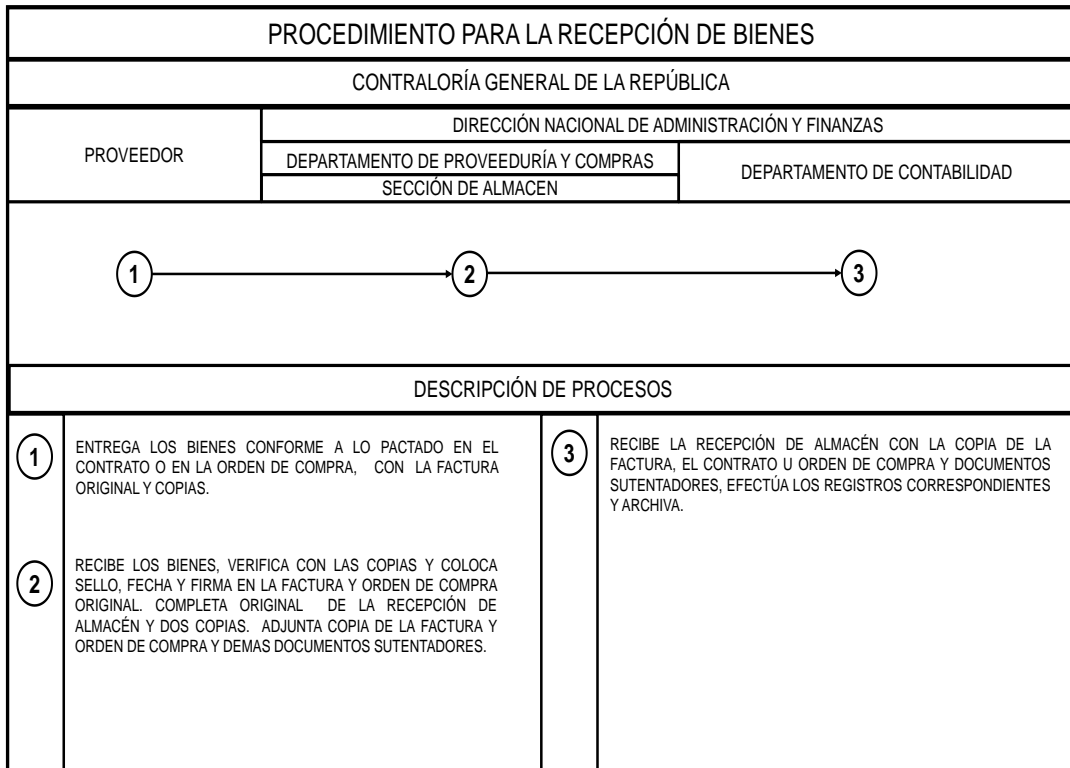 PROCEDIMIENTO PARA LA RECEPCIÓN DE BIENES
CONTRALORÍA GENERAL DE LA REPÚBLICA
PROVEEDOR
DIRECCIÓN NACIONAL DE ADMINISTRACIÓN Y FINANZAS
DEPARTAMENTO DE PROVEEDURÍA Y COMPRAS
SECCIÓN DE ALMACEN
DEPARTAMENTO DE CONTABILIDAD
1
2
3
DESCRIPCIÓN DE PROCESOS
1
ENTREGA LOS BIENES CONFORME A LO PACTADO EN EL
CONTRATO O EN LA ORDEN DE COMPRA, CON LA FACTURA
ORIGINAL Y COPIAS.
2
RECIBE LOS BIENES, VERIFICA CON LAS COPIAS Y COLOCA
SELLO, FECHA Y FIRMA EN LA FACTURA Y ORDEN DE COMPRA
ORIGINAL. COMPLETA ORIGINAL DE LA RECEPCIÓN DE
ALMACÉN Y DOS COPIAS. ADJUNTA COPIA DE LA FACTURA Y
ORDEN DE COMPRA Y DEMAS DOCUMENTOS SUTENTADORES.
3
RECIBE LA RECEPCIÓN DE ALMACÉN CON LA COPIA DE LA
FACTURA, EL CONTRATO U ORDEN DE COMPRA Y DOCUMENTOS
SUTENTADORES, EFECTÚA LOS REGISTROS CORRESPONDIENTES
Y ARCHIVA.